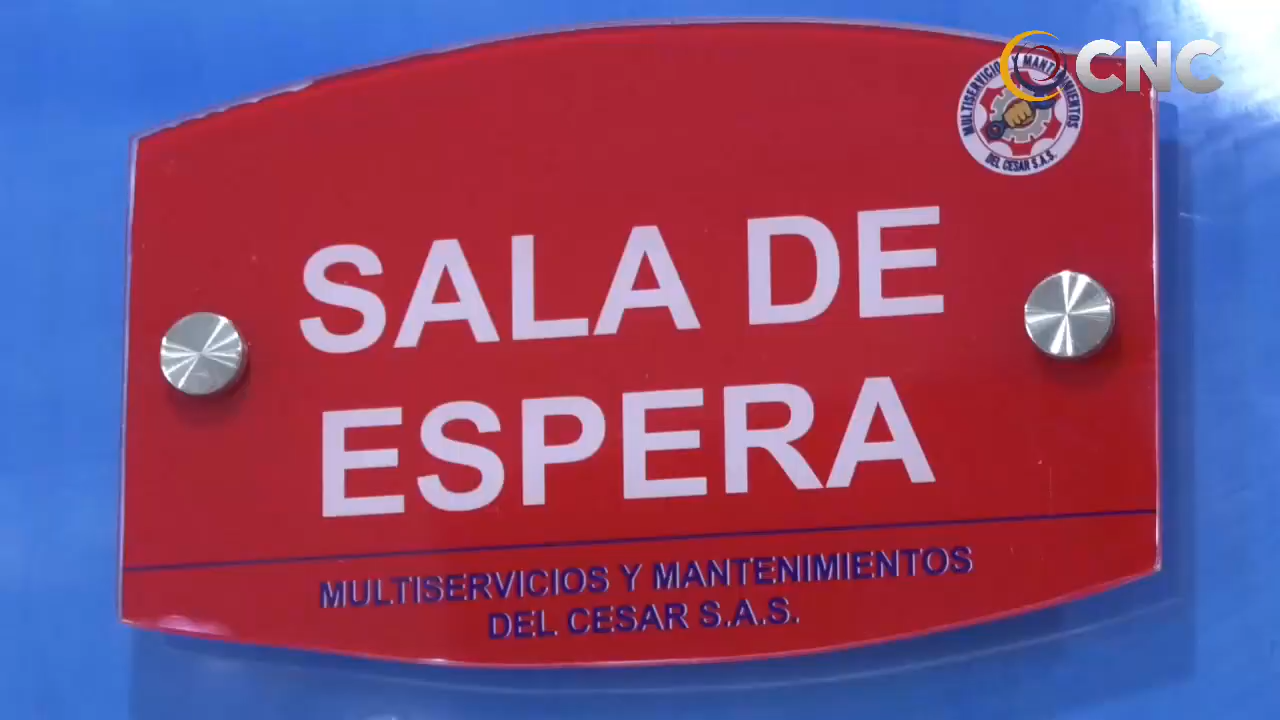 CNC
MULTISERVICIOS Y MANTENIMIENTOS
DEL CESAR S.A.S.
SALA DE
ESPERA
MULTISERVICIOS Y MANTENIMIENTOS
DEL CESAR S.A.S.